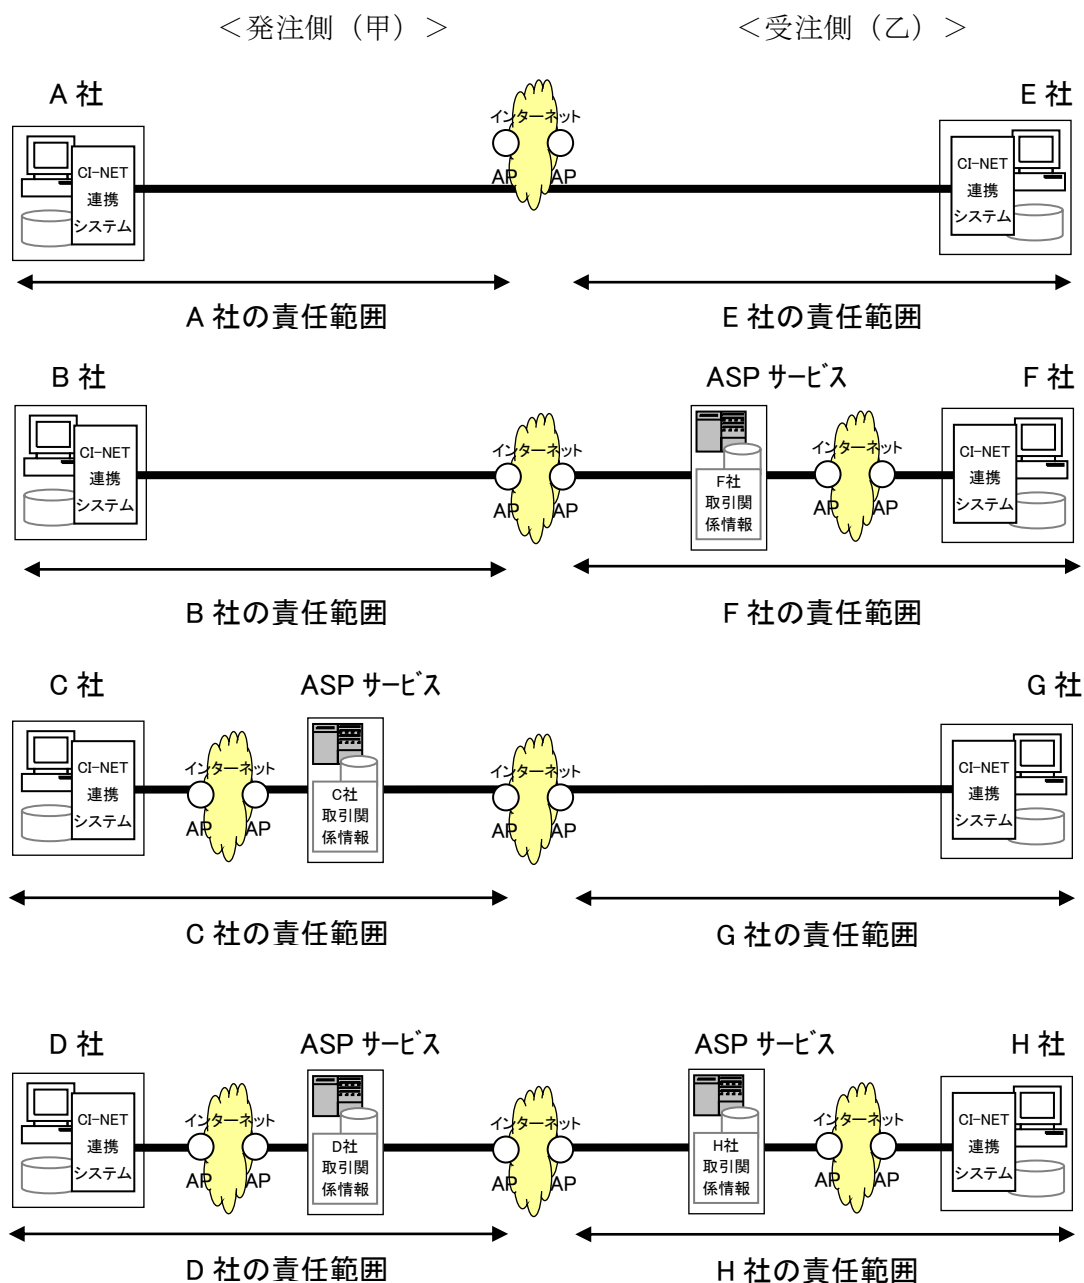 ＜発注側（甲）＞ ＜受注側（乙）＞
A 社 E 社
インターネット
CI-NET
連携
システム
AP AP
CI-NET
連携
システム
A 社の責任範囲 E 社の責任範囲
B 社 ASP サービス F 社
CI-NET
連携
システム
インターネット
AP AP
F社
取引関
係情報
インターネット
AP AP
CI-NET
連携
システム
B 社の責任範囲 F 社の責任範囲
C 社 ASP サービス G 社
CI-NET
連携
システム
インターネット
AP AP
C社
取引関
係情報
インターネット
AP AP
CI-NET
連携
システム
C 社の責任範囲 G 社の責任範囲
D 社 ASP サービス ASP サービス H 社
CI-NET
連携
システム
インターネット
AP AP
D社
取引関
係情報
インターネット
AP AP
H社
取引関
係情報
インターネット
AP AP
CI-NET
連携
システム
D 社の責任範囲 H 社の責任範囲